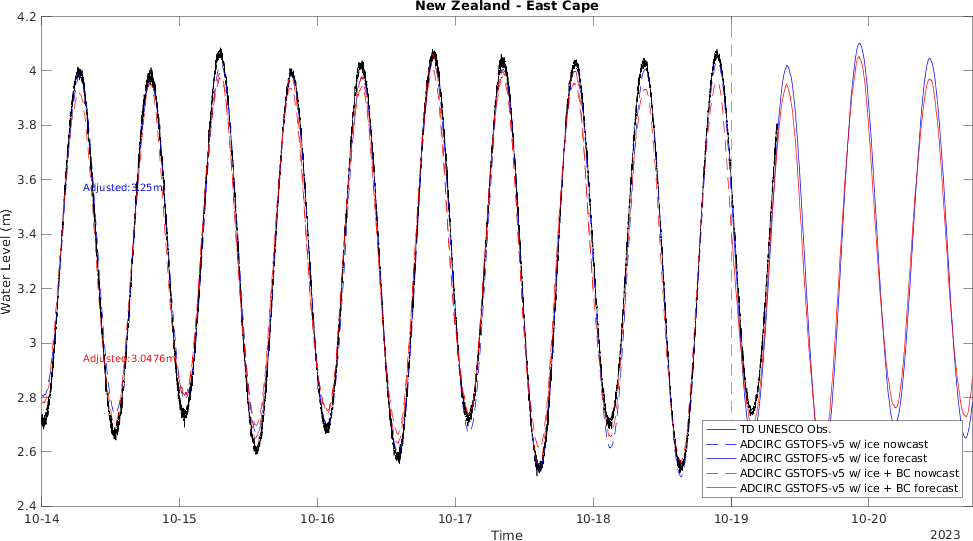 New Zealand - East Cape
4.2
4
3.8
3.6
3.4
3.2
3
2.8
2.6
2.4
Water Level (m)
Adjusted:3.25m
Adjusted:3.0476m
TD UNESCO Obs.
ADCIRC GSTOFS-v5 w/ ice nowcast
ADCIRC GSTOFS-v5 w/ ice forecast
ADCIRC GSTOFS-v5 w/ ice + BC nowcast
ADCIRC GSTOFS-v5 w/ ice + BC forecast
10-14 10-15 10-16 10-17 10-18 10-19 10-20
Time
2023